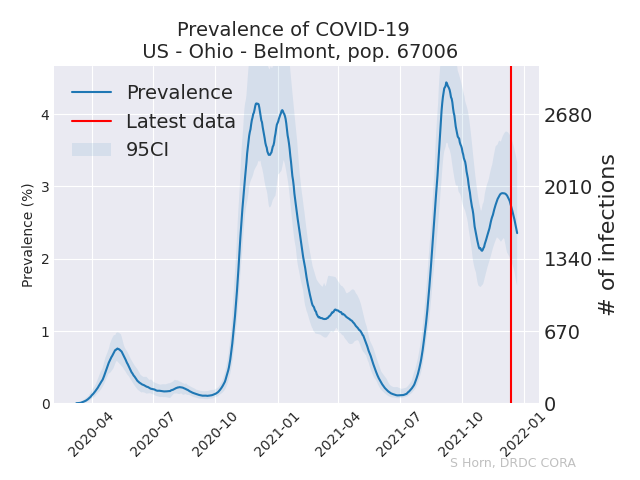 Prevalence of COVID-19
US - Ohio - Belmont, pop. 67006
Prevalence
Latest data
95CI
Prevalence (%)
4
3
2
1
0
2680
2010
1340
670
0
# of infections
2020-04
2020-07
2020-10
2021-01
2021-04
2021-07
2021-10
2022-01
S Horn, DRDC CORA